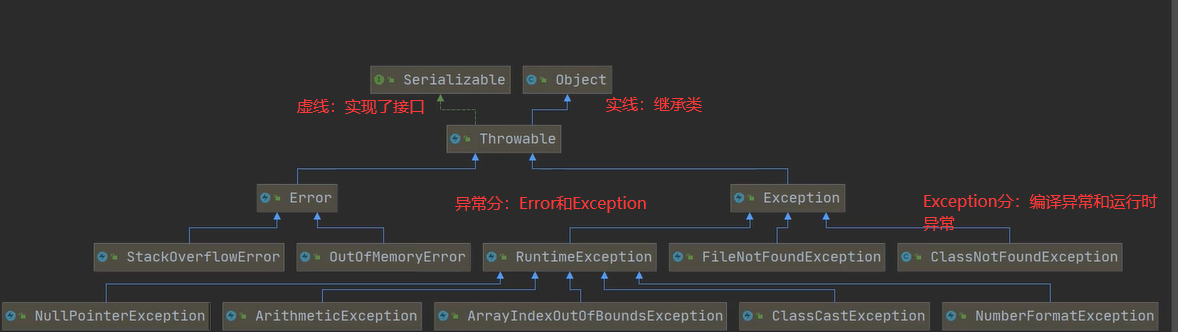 Serializable
Object
虚线：实现了接口
实线：继承类
Throwable
Error
异常分：Error和Exception
Exception
Exception分：编译异常和运行时
异常
StackOverflowError
OutOfMemoryError
RuntimeException
FileNotFoundException
ClassNotFoundException
NullPointerException
ArithmeticException
ArrayIndexOutOfBoundsException
ClassCastException
NumberFormatException